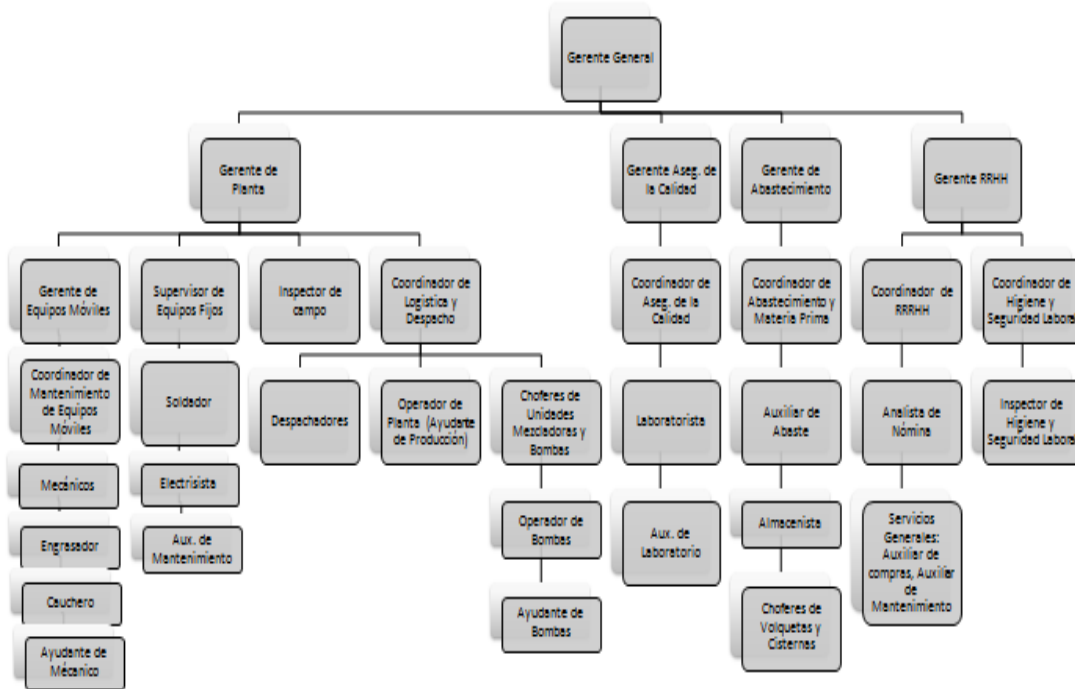 Gerente General
Gerente de
Planta
Gerente Aseg. de
la Calidad
Gerente de
Abastecimiento
Gerente RRHH
Gerente de
Equipos Móviles
Supervisor de
Equipos Fijos
Inspector de
campo
Coordinador de
Logistica y
Despacho
Coordinador de
Aseg. de la
Calidad
Coordinador de
Abastecimiento y
Materia Prima
Coordinador de
RRRHH
Coordinador de
Higiene y
Seguridad Labora
Coordinador de
Mantenimiento
de Equipos
Móviles
Soldador
Despachadores
Operador de
Planta (Ayudante
de Producción)
Choferes de
Unidades
Mezcladoras y
Bombas
Laboratorista
Auxiliar de
Abaste
Analista de
Nómina
Inspector de
Higiene y
Seguridad Labora
Mecánicos
Electrisista
Engrasador
Aux. de
Mantenimiento
Operador de
Bombas
Aux. de
Laboratorio
Almacenista
Servicios
Generales:
Auxiliar de
compras, Auxiliar
de
Mantenimiento
Cauchero
Ayudante de
Bombas
Choferes de
Volquetas y
Cisternas
Ayudante de
Mécanico